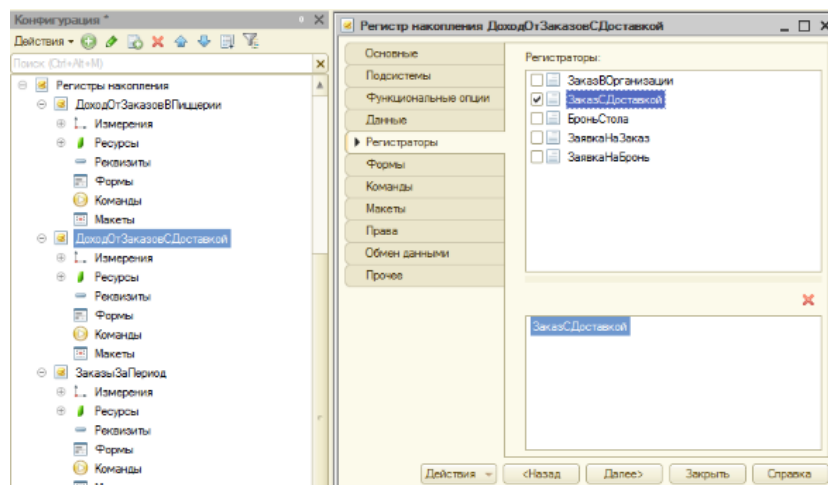 Конфигурация *
Действия
Поиск (Ctrl+Alt+M)
Регистры накопления
ДоходОтЗаказовВПиццерии
Измерения
Ресурсы
Реквизиты
Формы
Команды
Макеты
ДоходОтЗаказовСДоставкой
Измерения
Ресурсы
Реквизиты
Формы
Команды
Макеты
ЗаказыЗаПериод
Измерения
Ресурсы
Реквизиты
Формы
Команды
Регистр накопления ДоходОтЗаказовСДоставкой
Основные
Подсистемы
Функциональные опции
Данные
Регистраторы
Формы
Команды
Макеты
Права
Обмен данными
Прочее
Регистраторы:
ЗаказВОрганизации
ЗаказСДоставкой
БроньСтола
ЗаявкаНаЗаказ
ЗаявкаНаБронь
ЗаказСДоставкой
Действия
<Назад
Далее>
Закрыть
Справка